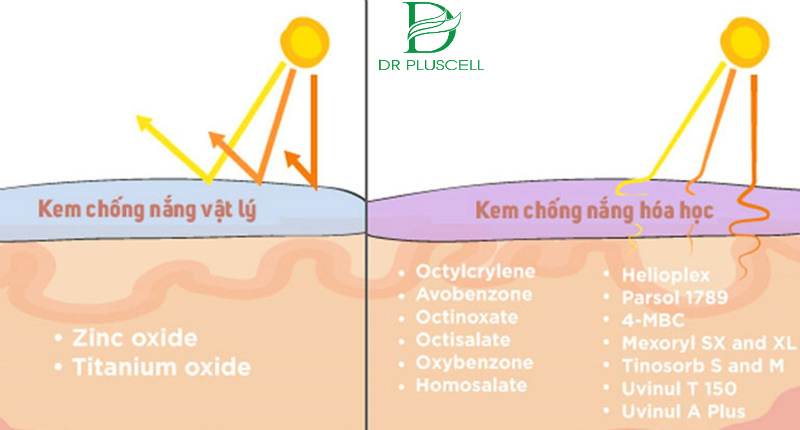 DR PLUSCELL
Kem chống nắng vật lý
• Zinc oxide
• Titanium oxide
Kem chống nắng hóa học
• Octylcrylene
• Avobenzone
• Octinoxate
• Octisalate
• Oxybenzone
• Homosalate
• Helioplex
• Parsol 1789
• 4-MBC
• Mexoryl SX and XL
• Tinosorb S and M
• Uvinul T 150
• Uvinul A Plus